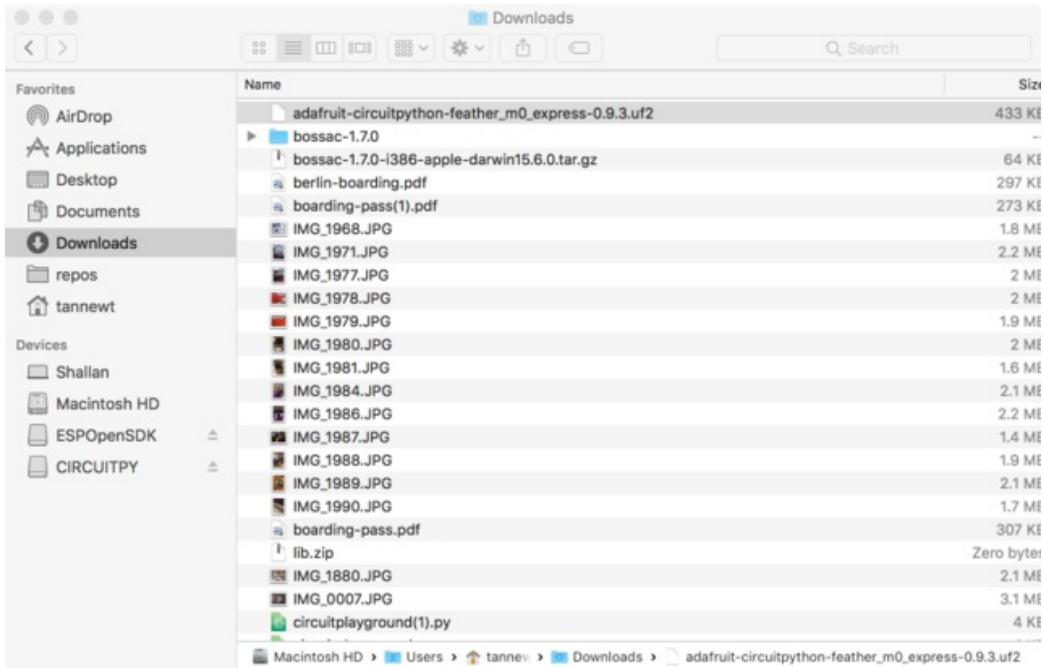 Downloads
Search
Favorites
AirDrop
Applications
Desktop
Documents
Downloads
repos
tannewt
Devices
Shallan
Macintosh HD
ESPOpenSDK
CIRCUITPY
Name Size
adafruit-circuitpython-feather_m0_express-0.9.3.uf2 433 KB
bossac-1.7.0 --
bossac-1.7.0-i386-apple-darwin15.6.0.tar.gz 64 KB
berlin-boarding.pdf 297 KB
boarding-pass(1).pdf 273 KB
IMG_1968.JPG 1.8 MB
IMG_1971.JPG 2.2 MB
IMG_1977.JPG 2 MB
IMG_1978.JPG 2 MB
IMG_1979.JPG 1.9 MB
IMG_1980.JPG 2 MB
IMG_1981.JPG 1.6 MB
IMG_1984.JPG 2.1 MB
IMG_1986.JPG 2.2 MB
IMG_1987.JPG 1.4 MB
IMG_1988.JPG 1.9 MB
IMG_1989.JPG 2.1 MB
IMG_1990.JPG 1.7 MB
boarding-pass.pdf 307 KB
lib.zip Zero bytes
IMG_1880.JPG 2.1 MB
IMG_0007.JPG 3.1 MB
circuitplayground(1).py 4 KB
Macintosh HD › Users › tannew › Downloads › adafruit-circuitpython-feather_m0_express-0.9.3.uf2